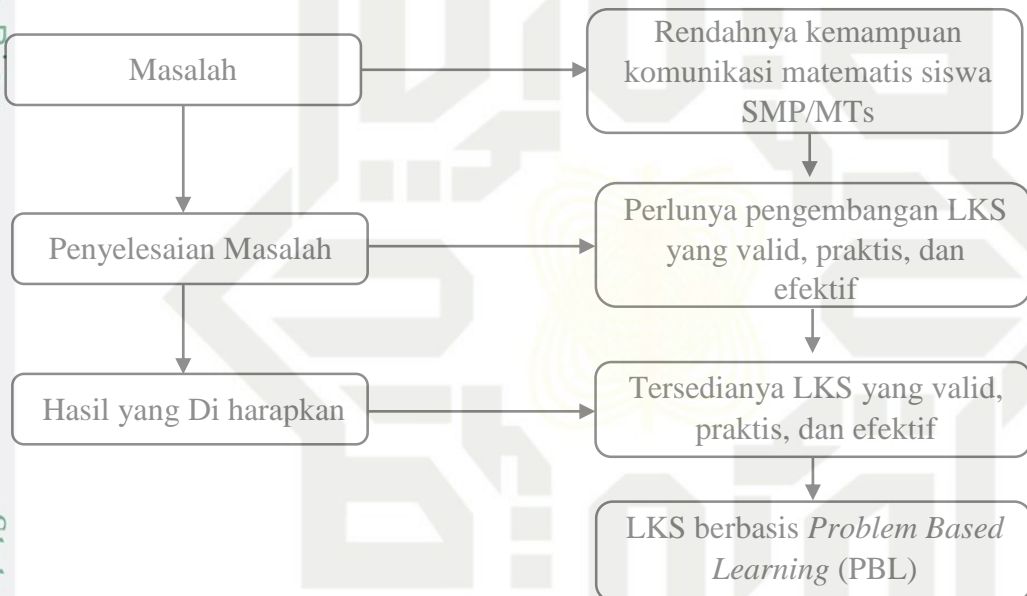 Masalah
Rendahnya kemampuan
komunikasi matematis siswa
SMP/MTs
Penyelesaian Masalah
Perlunya pengembangan LKS
yang valid, praktis, dan
efektif
Hasil yang Di harapkan
Tersedianya LKS yang valid,
praktis, dan efektif
LKS berbasis Problem Based
Learning (PBL)